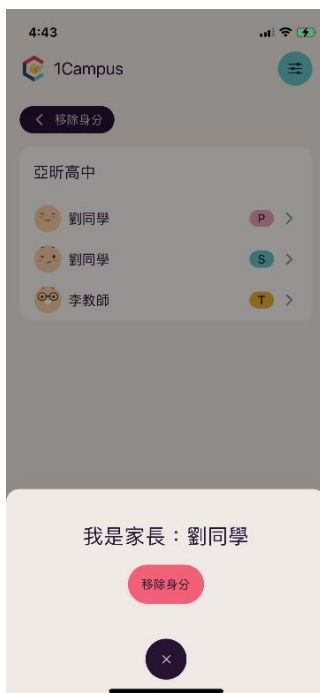 4:43
1Campus
移除身分
亞昕高中
劉同學 P
劉同學 S
李教師 T
我是家長：劉同學
移除身分